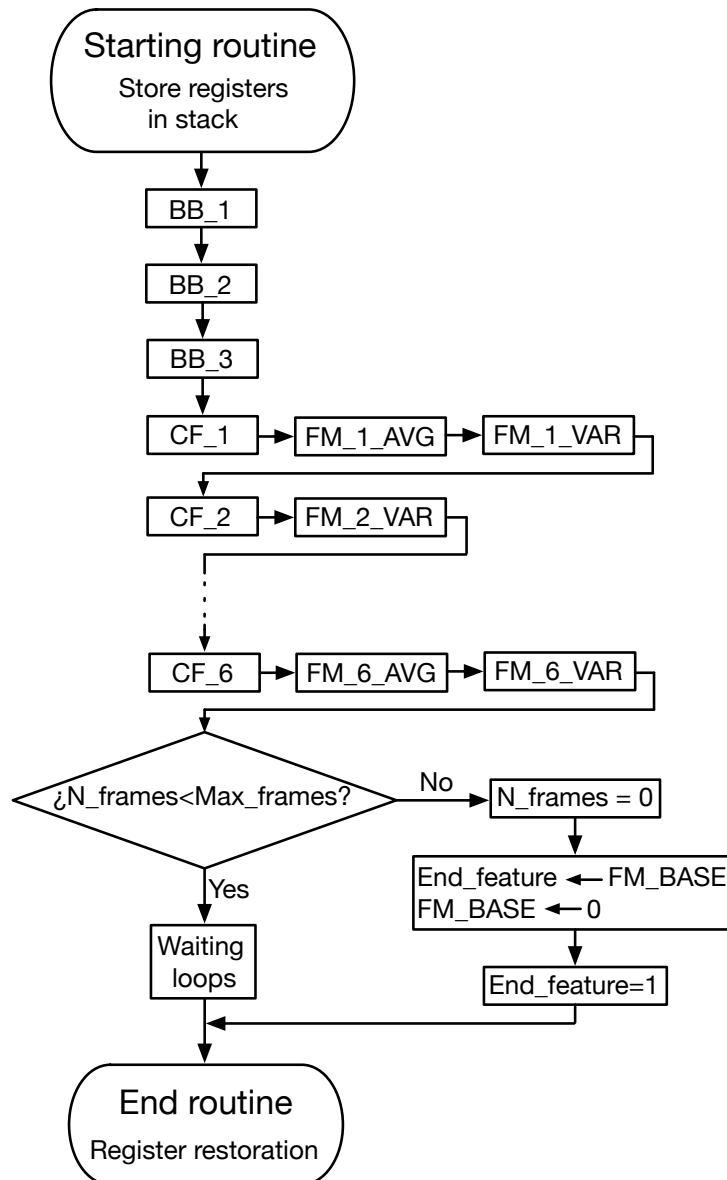 Starting routine
Store registers
in stack
BB_1
BB_2
BB_3
CF_1
FM_1_AVG
FM_1_VAR
CF_2
FM_2_VAR
CF_6
FM_6_AVG
FM_6_VAR
¿N_frames<Max_frames?
No
N_frames = 0
End_feature ← FM_BASE
FM_BASE ← 0
Yes
Waiting
loops
End_feature=1
End routine
Register restoration